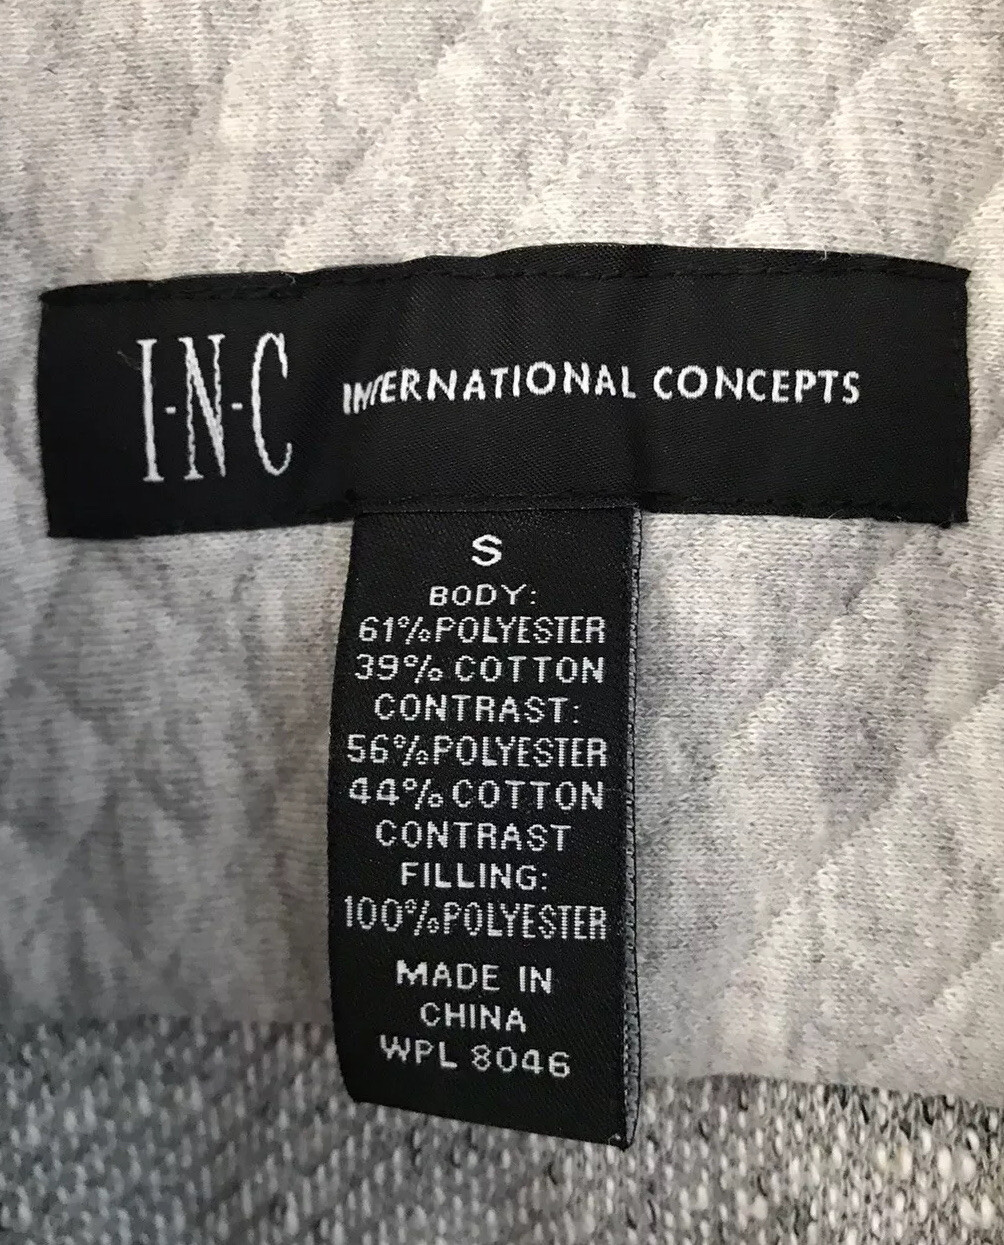 I-N-C INTERNATIONAL CONCEPTS
S
BODY:
61% POLYESTER
39% COTTON
CONTRAST:
56% POLYESTER
44% COTTON
CONTRAST
FILLING:
100% POLYESTER
MADE IN
CHINA
WPL 8046